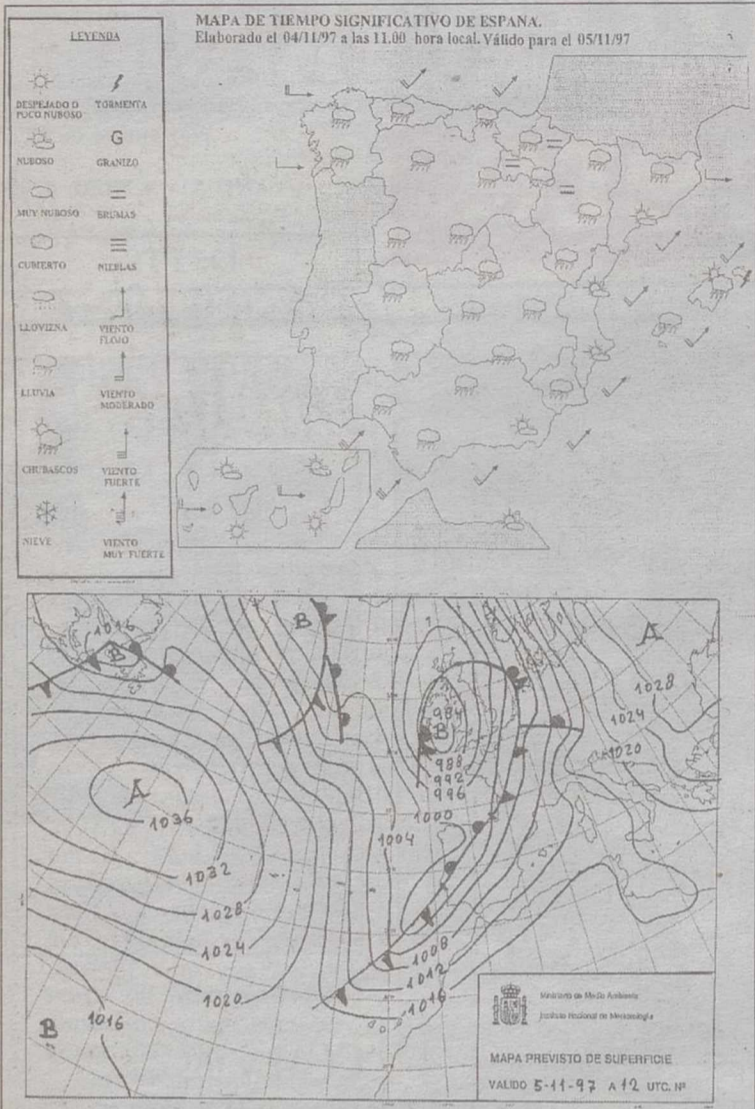 MAPA DE TIEMPO SIGNIFICATIVO DE ESPANA.
Elaborado el 04/11/97 a las 11.00 hora local. Válido para el 05/11/97
LEYENDA
DESPEJADO O POCO NUBOSO
TORMENTA
NUBOSO
G
GRANIZO
MUY NUBOSO
BRUMAS
CUBIERTO
NIEBLAS
LLOVIZNA
VIENTO FLOJO
LLUVIA
VIENTO MODERADO
CHUBASCOS
VIENTO FUERTE
NIEVE
VIENTO MUY FUERTE
1016
B
B
A
1028
1024
1020
984
B
988
992
996
1000
1004
A
1036
1032
1028
1024
1020
1008
1012
1016
1016
B
Ministerio de Medio Ambiente
Instituto Nacional de Meteorología
MAPA PREVISTO DE SUPERFICIE
VALIDO 5-11-97 A 12 UTC. Nº